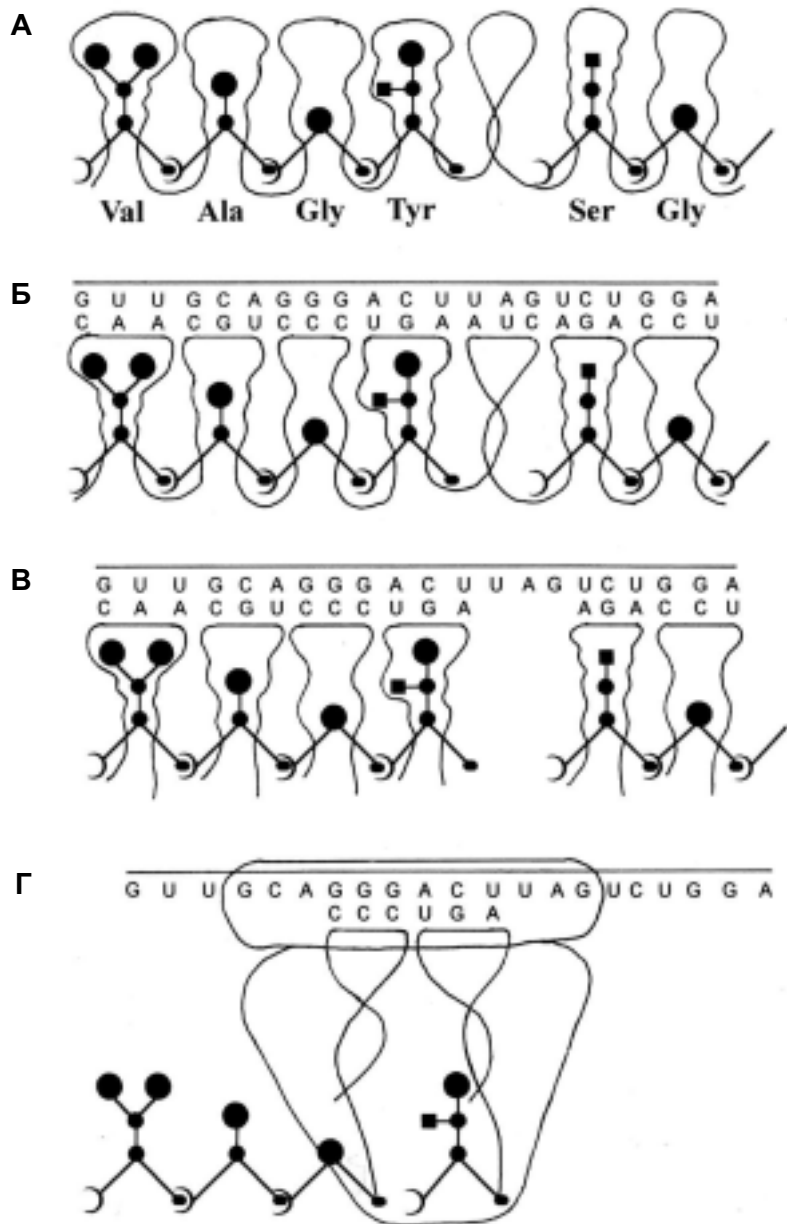 А
Val Ala Gly Tyr Ser Gly
Б
G U U G C A G G G A C U U A G U C U G G A
C A A C G U C C C U G A A U C A G A C C U
В
G U U G C A G G G A C U U A G U C U G G A
C A A C G U C C C U G A A G A C C U
Г
G U U G C A G G G A C U U A G U C U G G A
C C C U G A